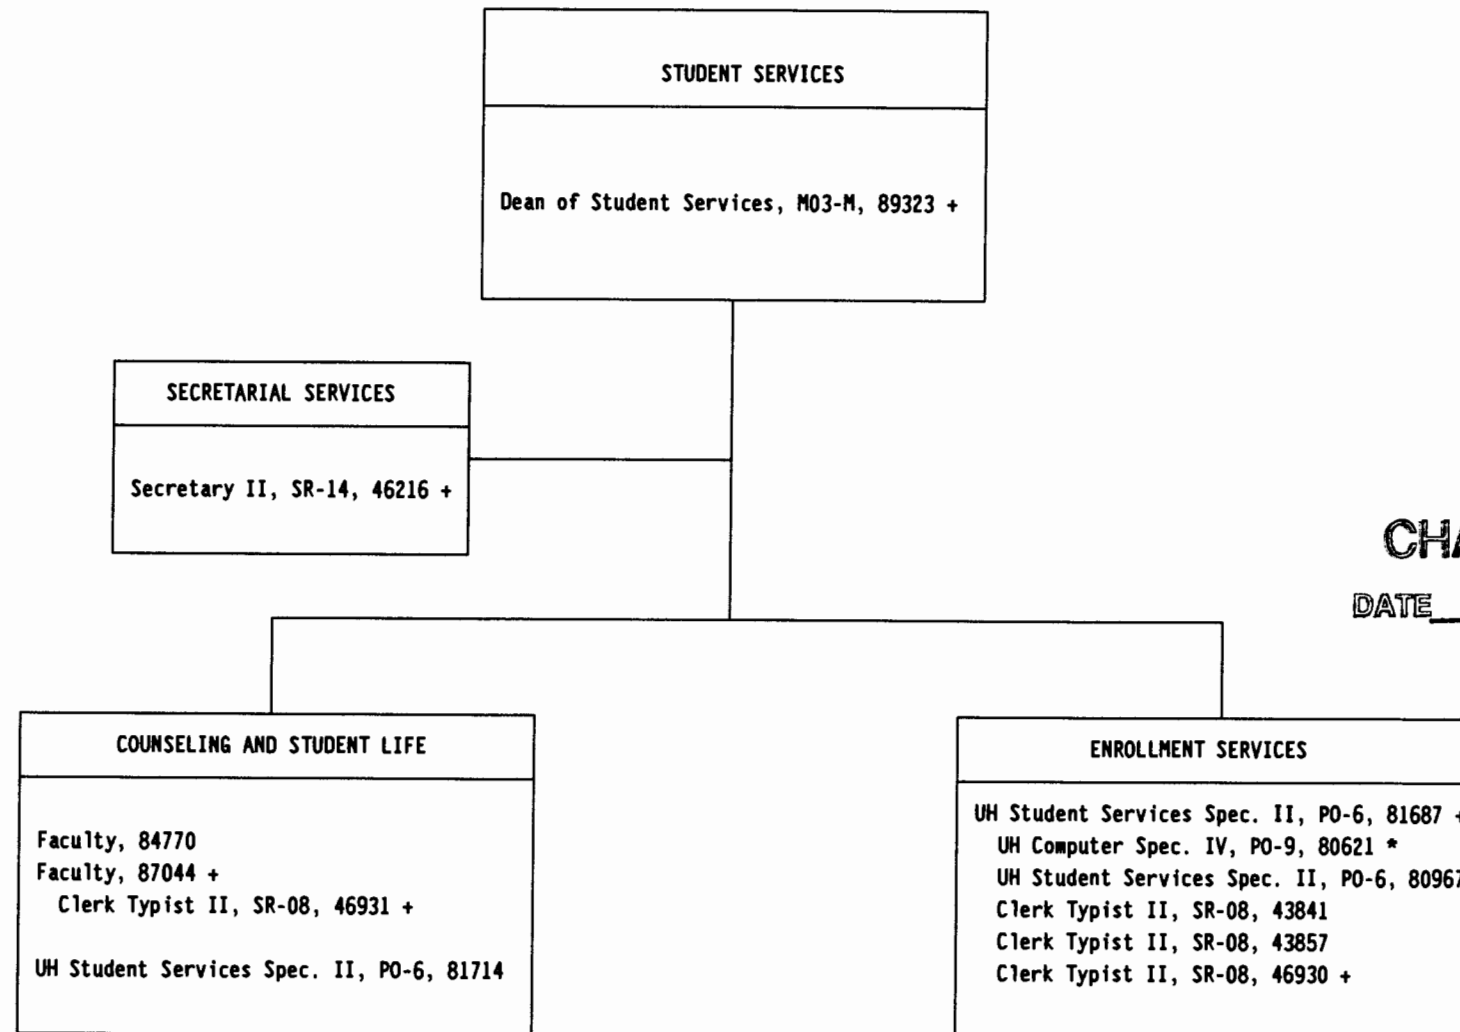 STUDENT SERVICES
Dean of Student Services, M03-M, 89323 +
SECRETARIAL SERVICES
Secretary II, SR-14, 46216 +
CHA
DATE
COUNSELING AND STUDENT LIFE
Faculty, 84770
Faculty, 87044 +
Clerk Typist II, SR-08, 46931 +
UH Student Services Spec. II, PO-6, 81714
ENROLLMENT SERVICES
UH Student Services Spec. II, PO-6, 81687 +
UH Computer Spec. IV, PO-9, 80621 *
UH Student Services Spec. II, PO-6, 80967
Clerk Typist II, SR-08, 43841
Clerk Typist II, SR-08, 43857
Clerk Typist II, SR-08, 46930 +